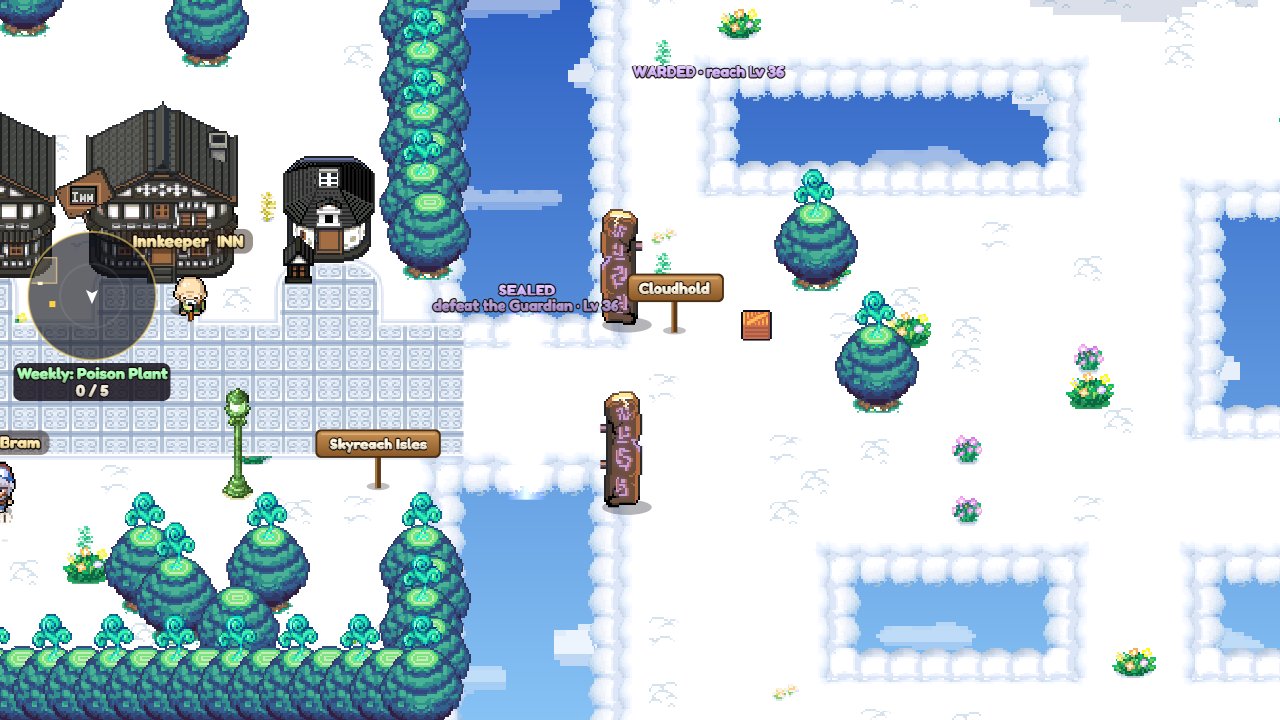 WARDED · reach Lv 36
INN
Innkeeper INN
Cloudhold
SEALED
defeat the Guardian · Lv 36
Weekly: Poison Plant
0 / 5
Bram
Skyreach Isles